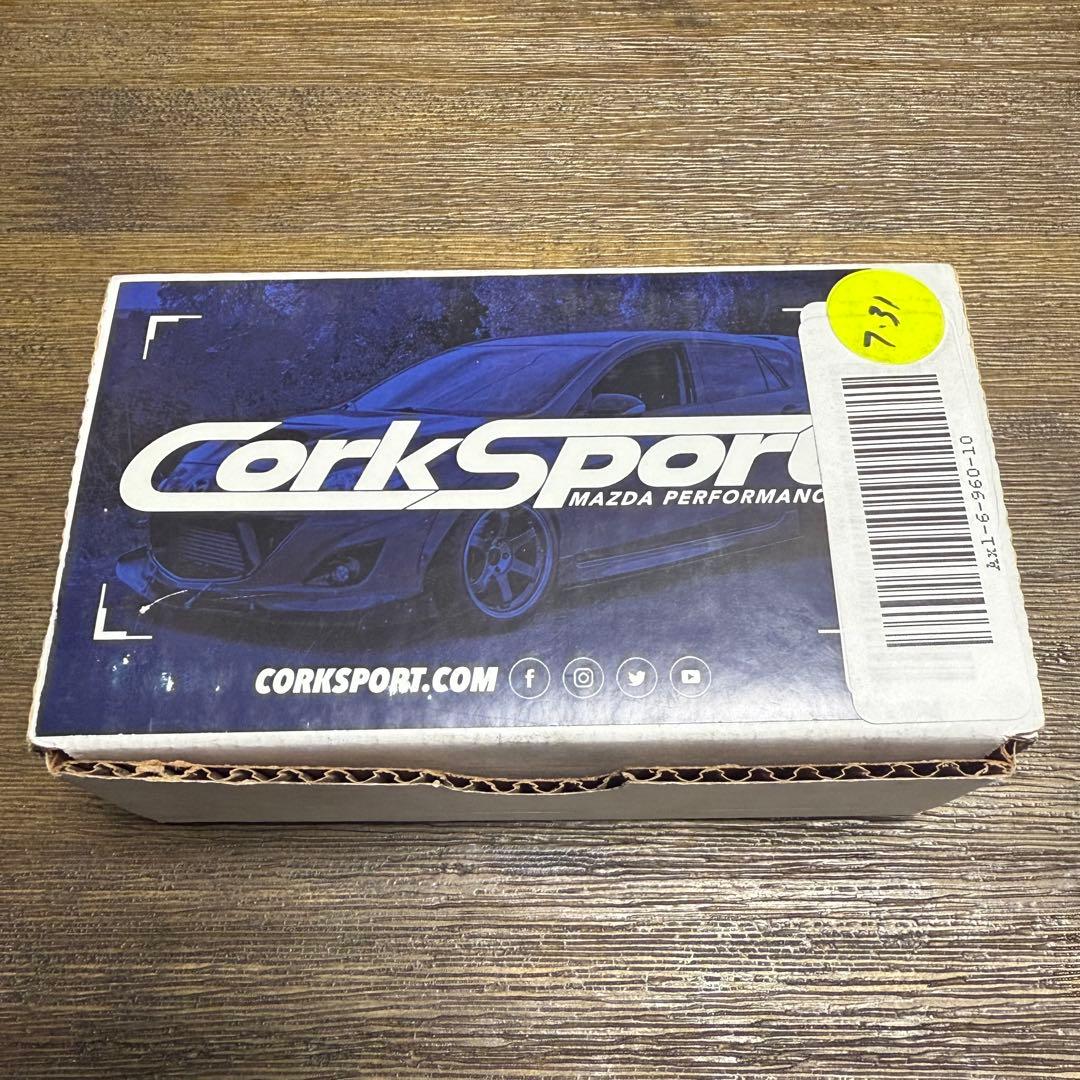 7.31
CorkSport
MAZDA PERFORMANC
CORKSPORT.COM
Ax1-6-960-10